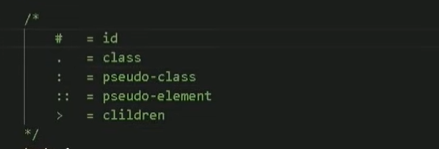 /*
# = id
. = class
: = pseudo-class
:: = pseudo-element
> = clildren
*/